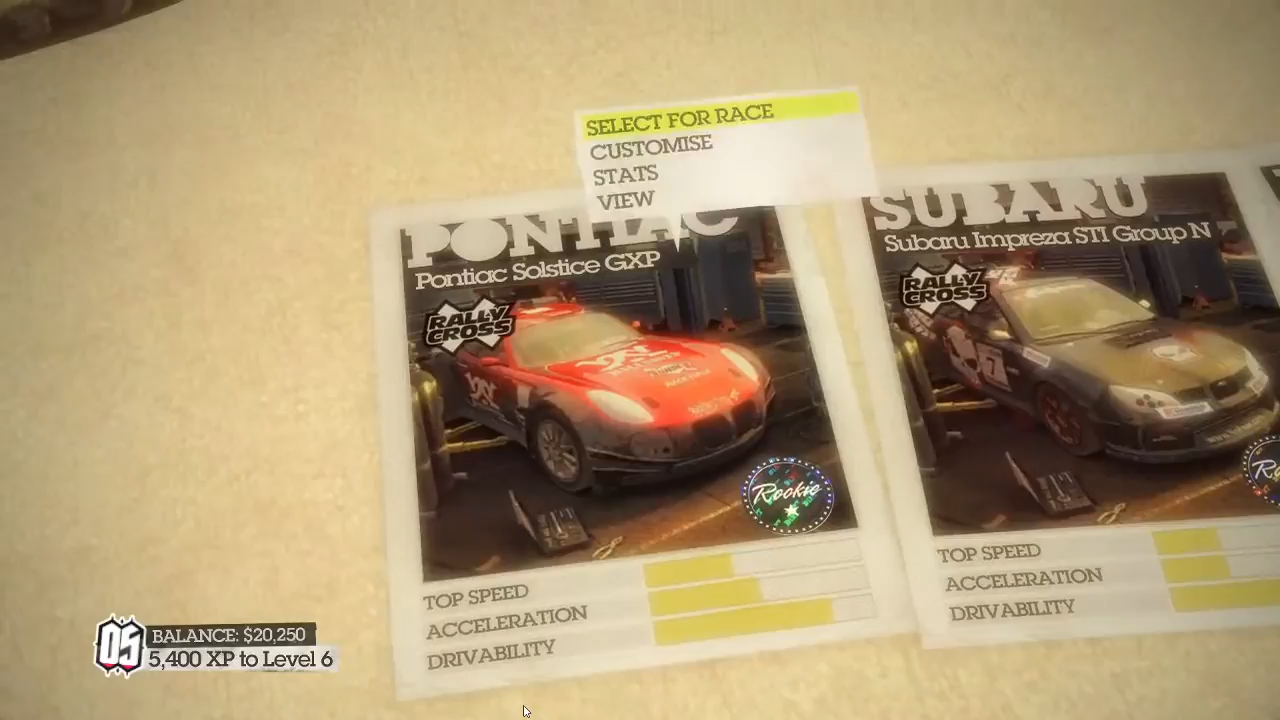 SELECT FOR RACE
CUSTOMISE
STATS
VIEW
PONTIAC
Pontiac Solstice GXP
RALLY
CROSS
Rookie
TOP SPEED
ACCELERATION
DRIVABILITY
SUBARU
Subaru Impreza STI Group N
RALLY
CROSS
7
TOP SPEED
ACCELERATION
DRIVABILITY
05
BALANCE: $20,250
5,400 XP to Level 6